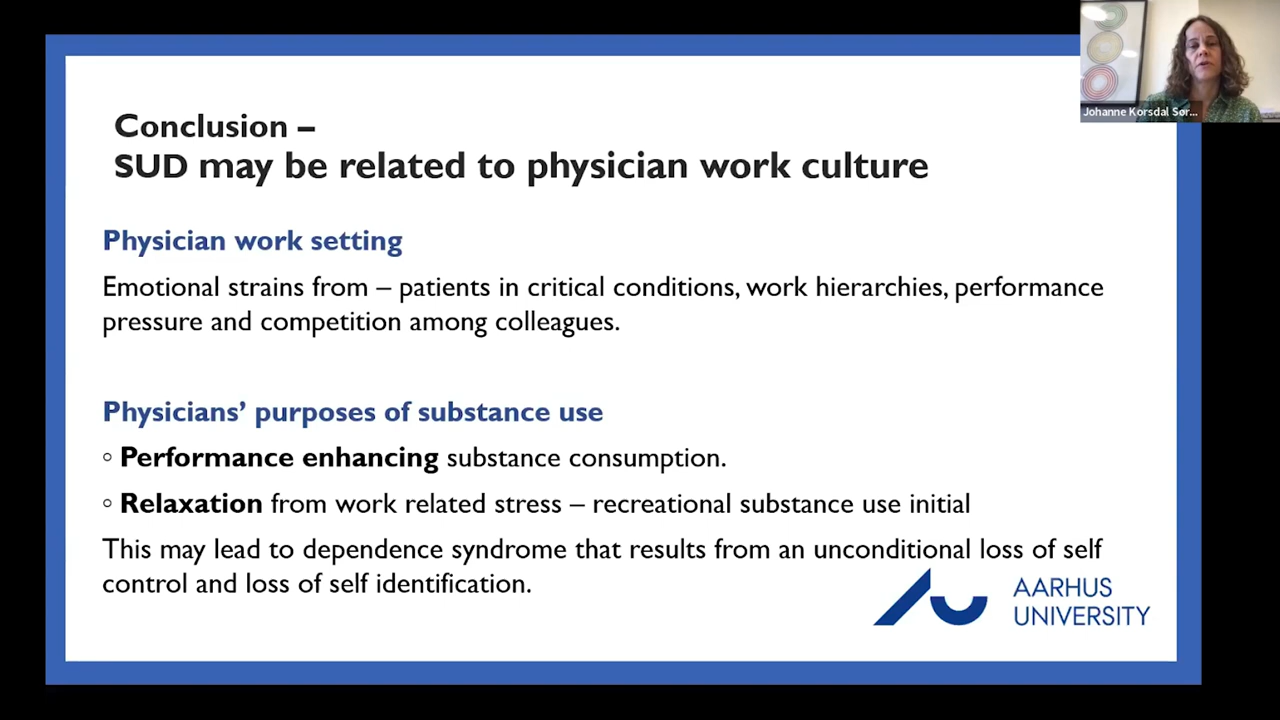 Conclusion –
SUD may be related to physician work culture
Physician work setting
Emotional strains from – patients in critical conditions, work hierarchies, performance
pressure and competition among colleagues.
Physicians’ purposes of substance use
◦ Performance enhancing substance consumption.
◦ Relaxation from work related stress – recreational substance use initial
This may lead to dependence syndrome that results from an unconditional loss of self
control and loss of self identification.
AARHUS
UNIVERSITY
Johanne Korsdal Sør...